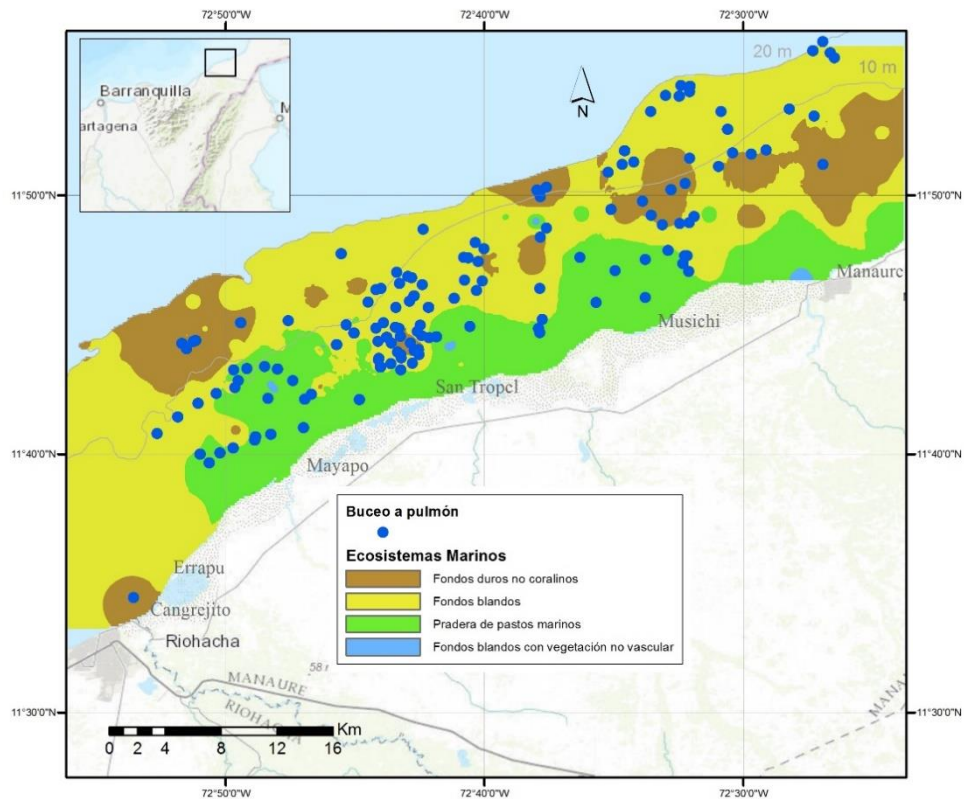 72°50'0"W
72°40'0"W
72°30'0"W
Barranquilla
artagena
M
N
20 m
10 m
11°50'0"N
11°50'0"N
Manaure
Musichi
San Tropel
11°40'0"N
11°40'0"N
Mayapo
Buceo a pulmón
Ecosistemas Marinos
Fondos duros no coralinos
Fondos blandos
Pradera de pastos marinos
Fondos blandos con vegetación no vascular
Errapu
Cangrejito
Riohacha
58
MANAURE
RIOHACHA
MANA
11°30'0"N
11°30'0"N
Km
0 2 4 8 12 16
72°50'0"W
72°40'0"W
72°30'0"W